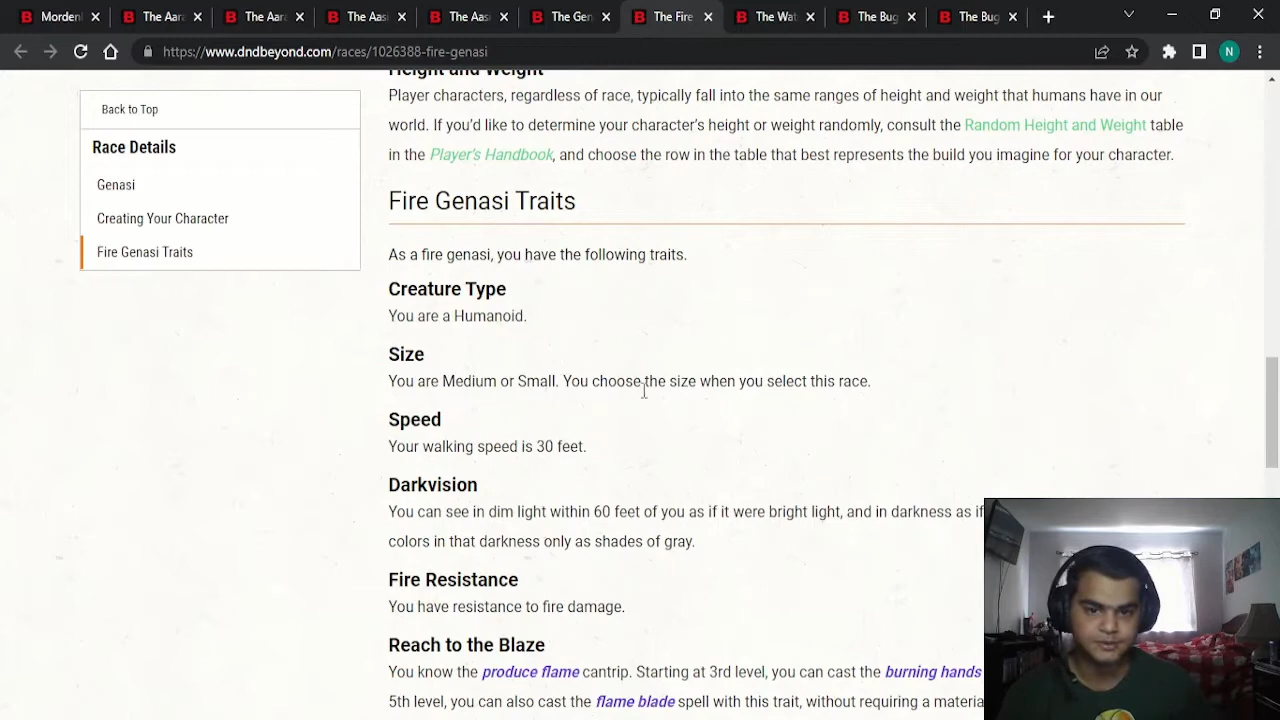 Mordenk
The Aara
The Aara
The Aasi
The Aasi
The Gen
The Fire
The Wat
The Bug
The Bug
https://www.dndbeyond.com/races/1026388-fire-genasi
N
Back to Top
Race Details
Genasi
Creating Your Character
Fire Genasi Traits
Height and Weight
Player characters, regardless of race, typically fall into the same ranges of height and weight that humans have in our
world. If you'd like to determine your character's height or weight randomly, consult the Random Height and Weight table
in the Player's Handbook, and choose the row in the table that best represents the build you imagine for your character.
Fire Genasi Traits
As a fire genasi, you have the following traits.
Creature Type
You are a Humanoid.
Size
You are Medium or Small. You choose the size when you select this race.
Speed
Your walking speed is 30 feet.
Darkvision
You can see in dim light within 60 feet of you as if it were bright light, and in darkness as if
colors in that darkness only as shades of gray.
Fire Resistance
You have resistance to fire damage.
Reach to the Blaze
You know the produce flame cantrip. Starting at 3rd level, you can cast the burning hands
5th level, you can also cast the flame blade spell with this trait, without requiring a materia